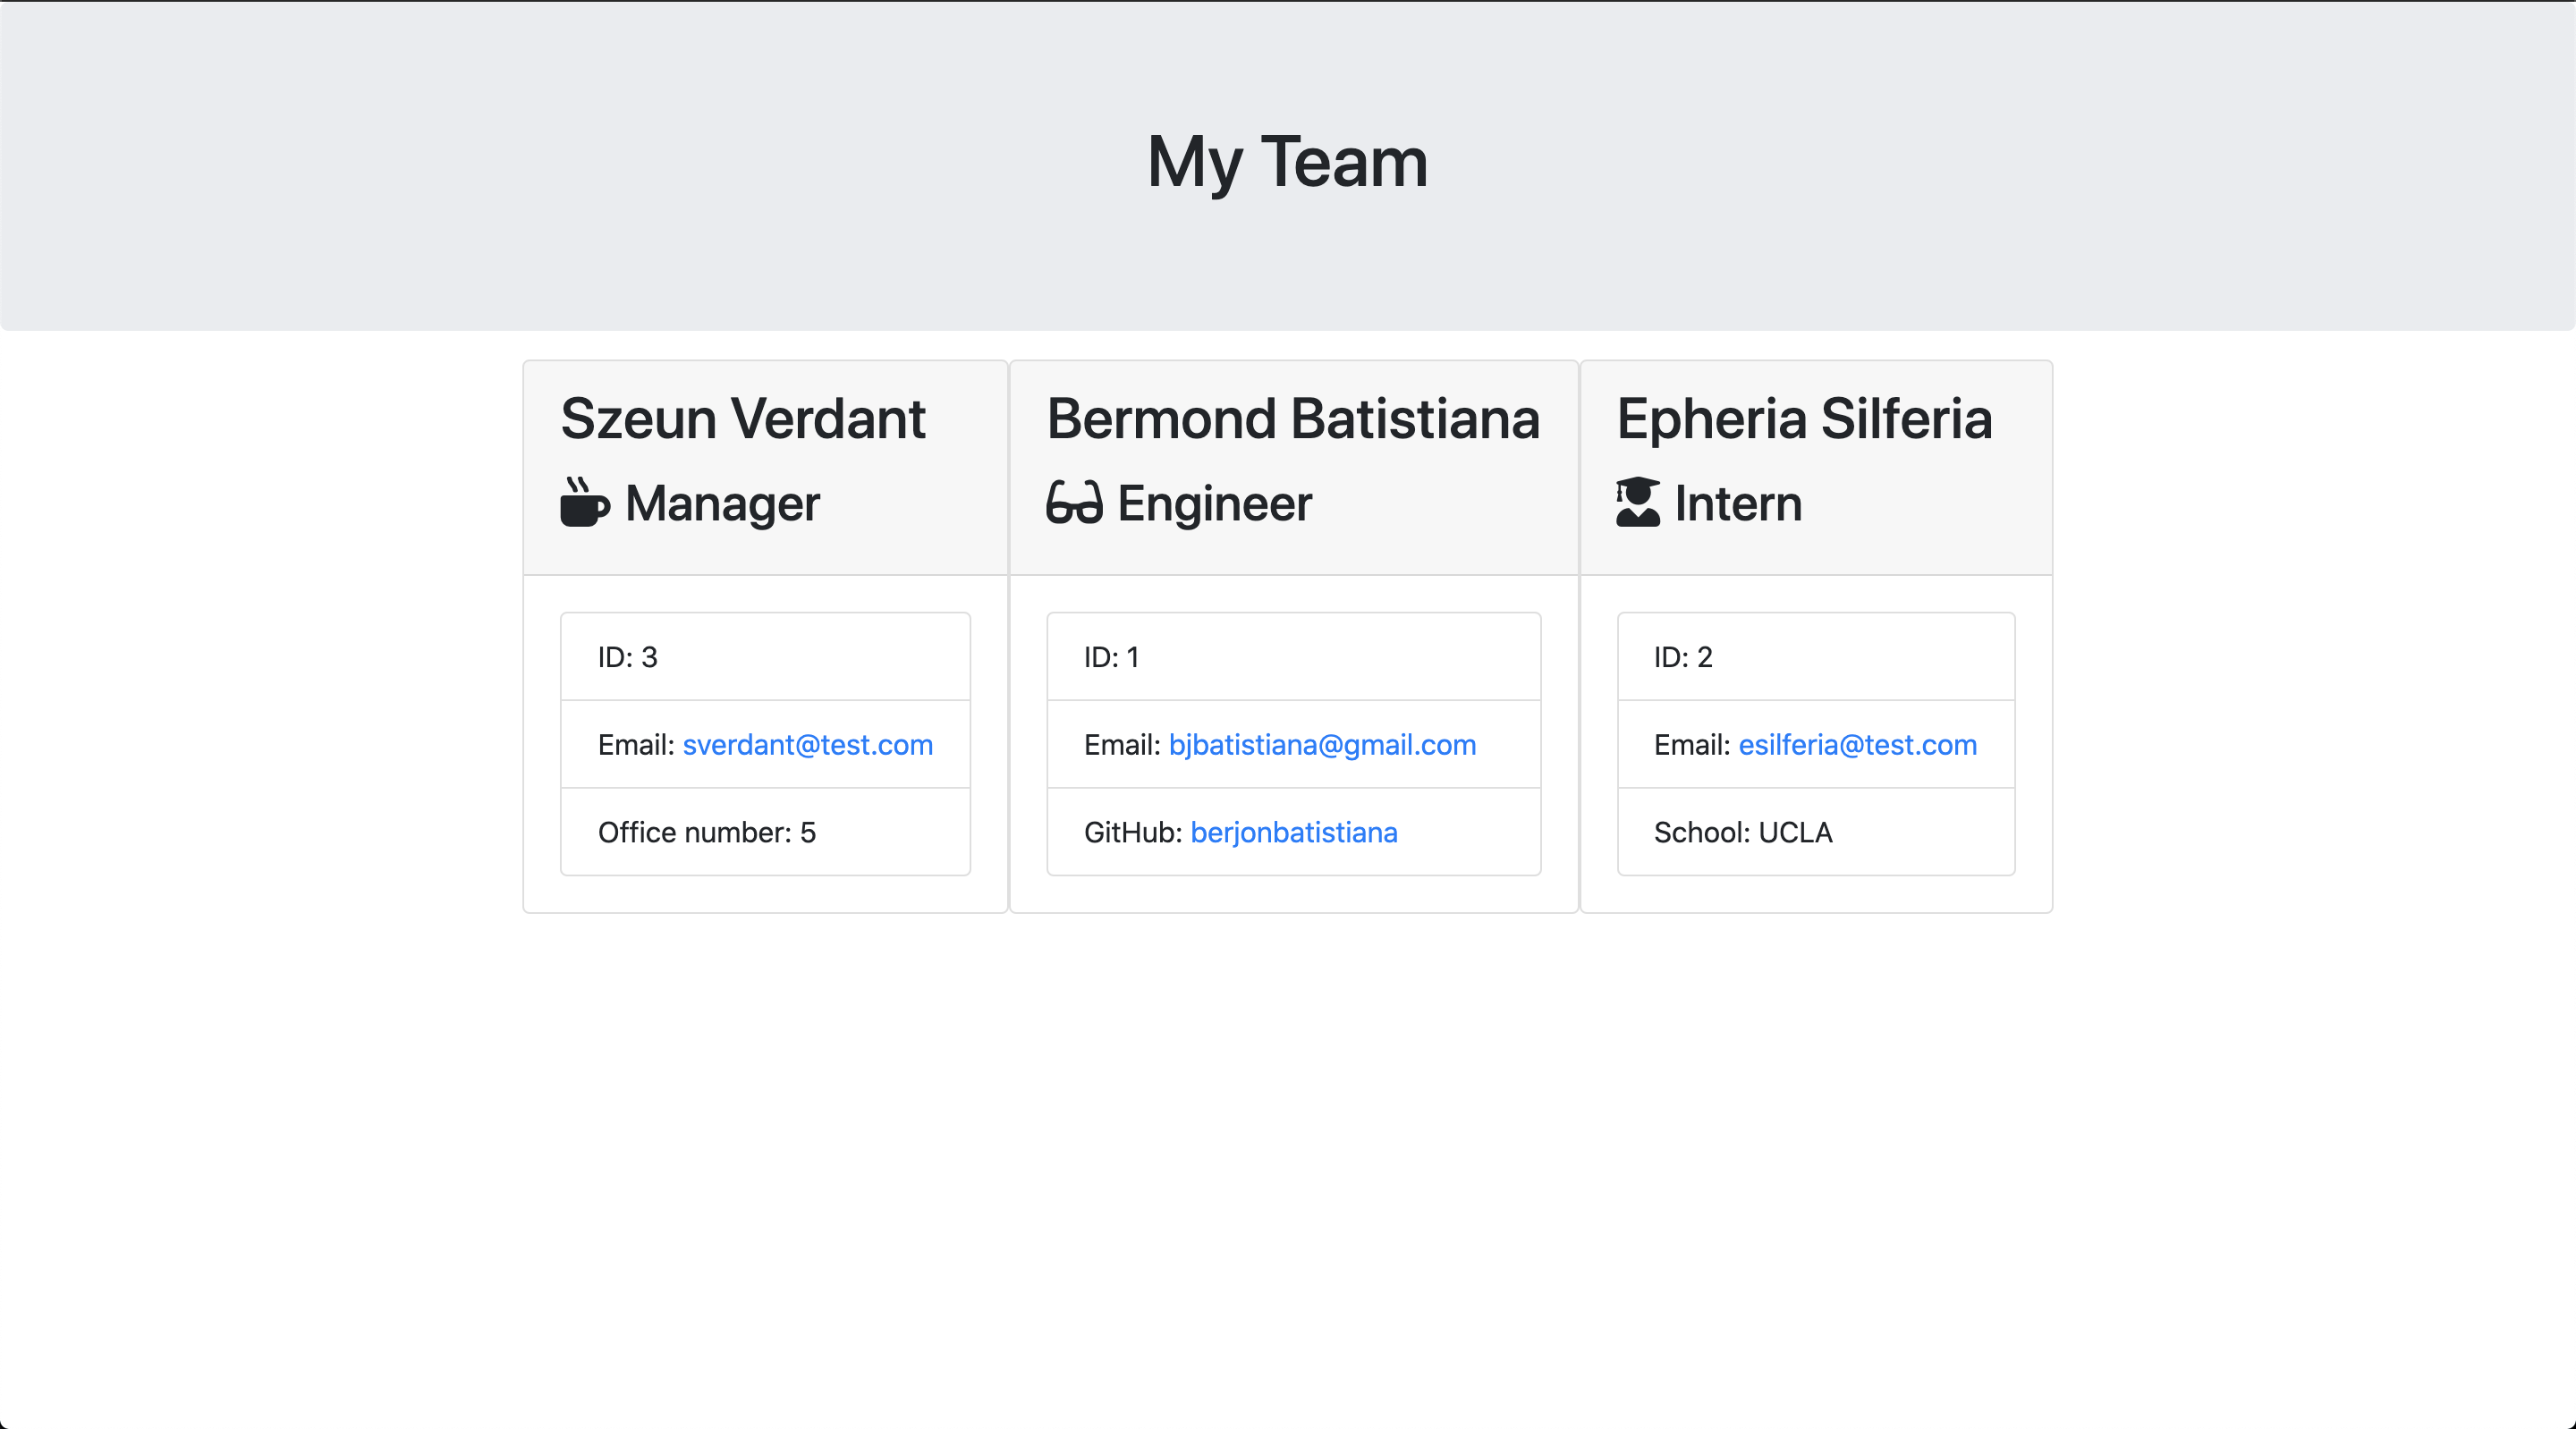 My Team
Szeun Verdant
Manager
ID: 3
Email: sverdant@test.com
Office number: 5
Bermond Batistiana
Engineer
ID: 1
Email: bjbatistiana@gmail.com
GitHub: berjonbatistiana
Epheria Silferia
Intern
ID: 2
Email: esilferia@test.com
School: UCLA